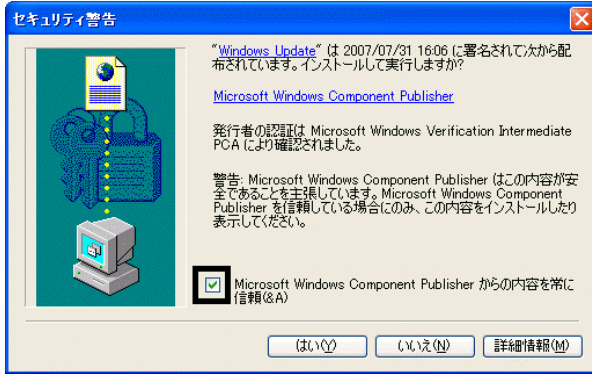 セキュリティ警告
"Windows Update" は 2007/07/31 16:06 に署名されて次から配
布されています。インストールして実行しますか?
Microsoft Windows Component Publisher
発行者の認証は Microsoft Windows Verification Intermediate
PCA により確認されました。
警告: Microsoft Windows Component Publisher はこの内容が安
全であることを主張しています。Microsoft Windows Component
Publisher を信頼している場合にのみ、この内容をインストールしたり
表示してください。
Microsoft Windows Component Publisher からの内容を常に
信頼(&A)
はい(Y) いいえ(N) 詳細情報(M)